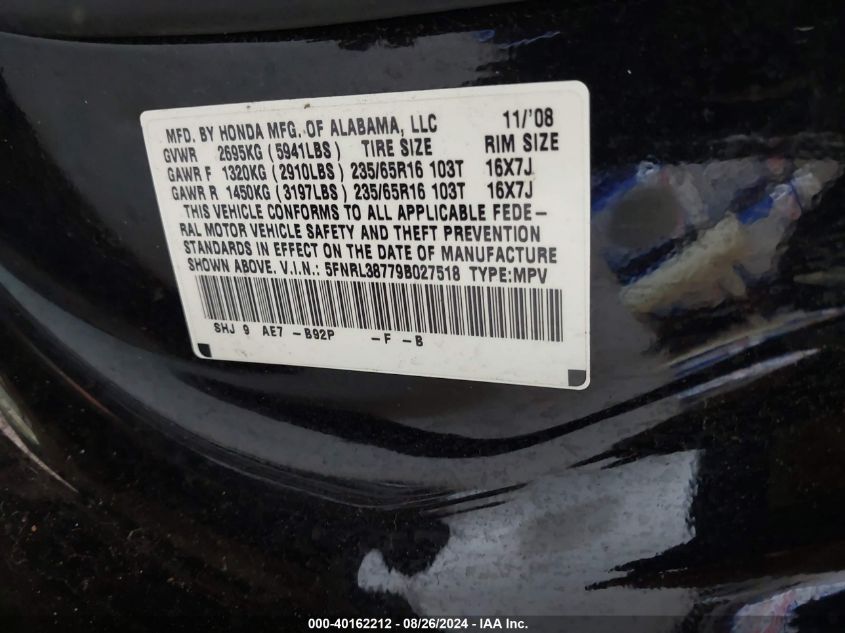 MFD. BY HONDA MFG. OF ALABAMA, LLC 11/'08
GVWR 2695KG (5941LBS) TIRE SIZE RIM SIZE
GAWR F 1320KG (2910LBS) 235/65R16 103T 16X7J
GAWR R 1450KG (3197LBS) 235/65R16 103T 16X7J
THIS VEHICLE CONFORMS TO ALL APPLICABLE FEDE-
RAL MOTOR VEHICLE SAFETY AND THEFT PREVENTION
STANDARDS IN EFFECT ON THE DATE OF MANUFACTURE
SHOWN ABOVE. V.I.N.: 5FNRL38779B027518 TYPE:MPV
SHJ 9 AE7 -B92P -F -B
000-40162212 - 08/26/2024 - IAA Inc.